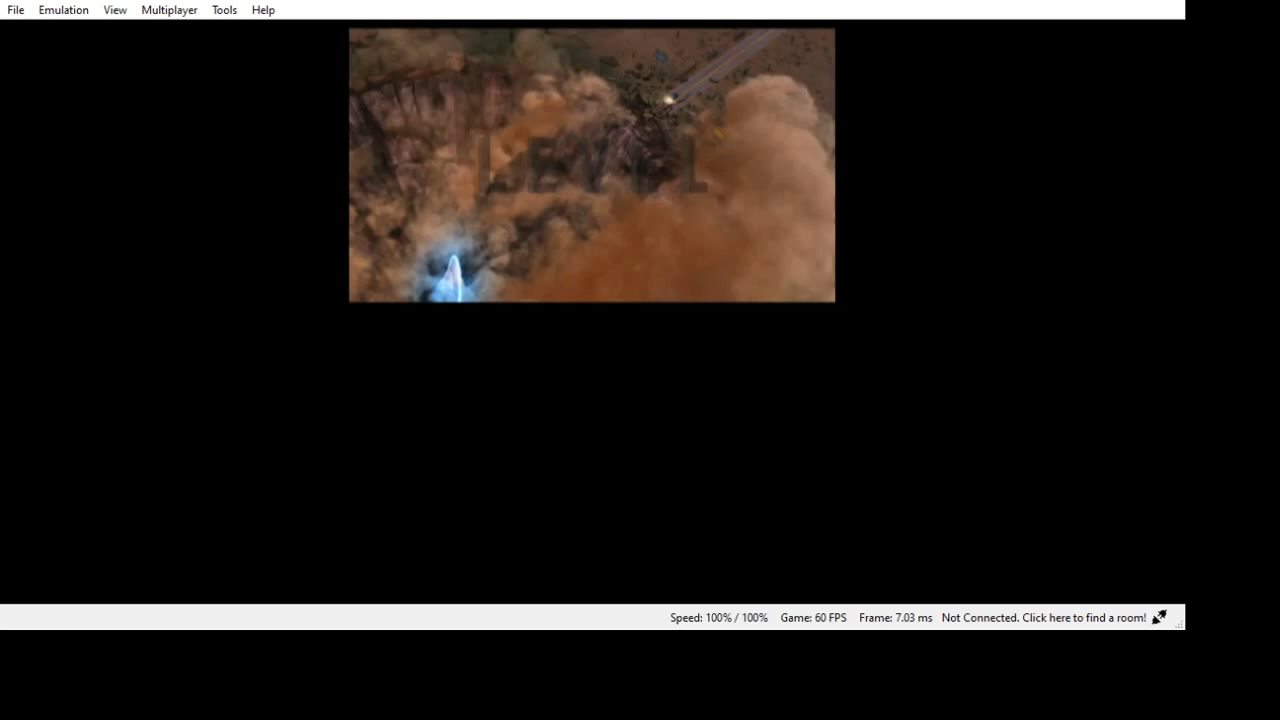 File Emulation View Multiplayer Tools Help
LEVEL
Speed: 100% / 100% Game: 60 FPS Frame: 7.03 ms Not Connected. Click here to find a room!